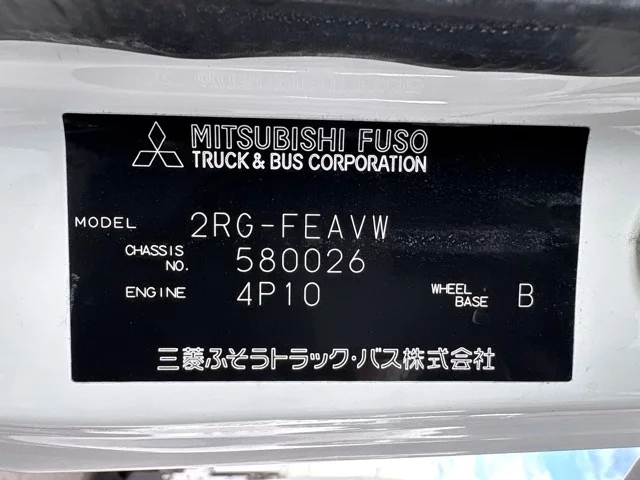 MITSUBISHI FUSO
TRUCK & BUS CORPORATION
MODEL 2RG-FEAVW
CHASSIS NO. 580026
ENGINE 4P10 WHEEL BASE B
三菱ふそうトラック・バス株式会社